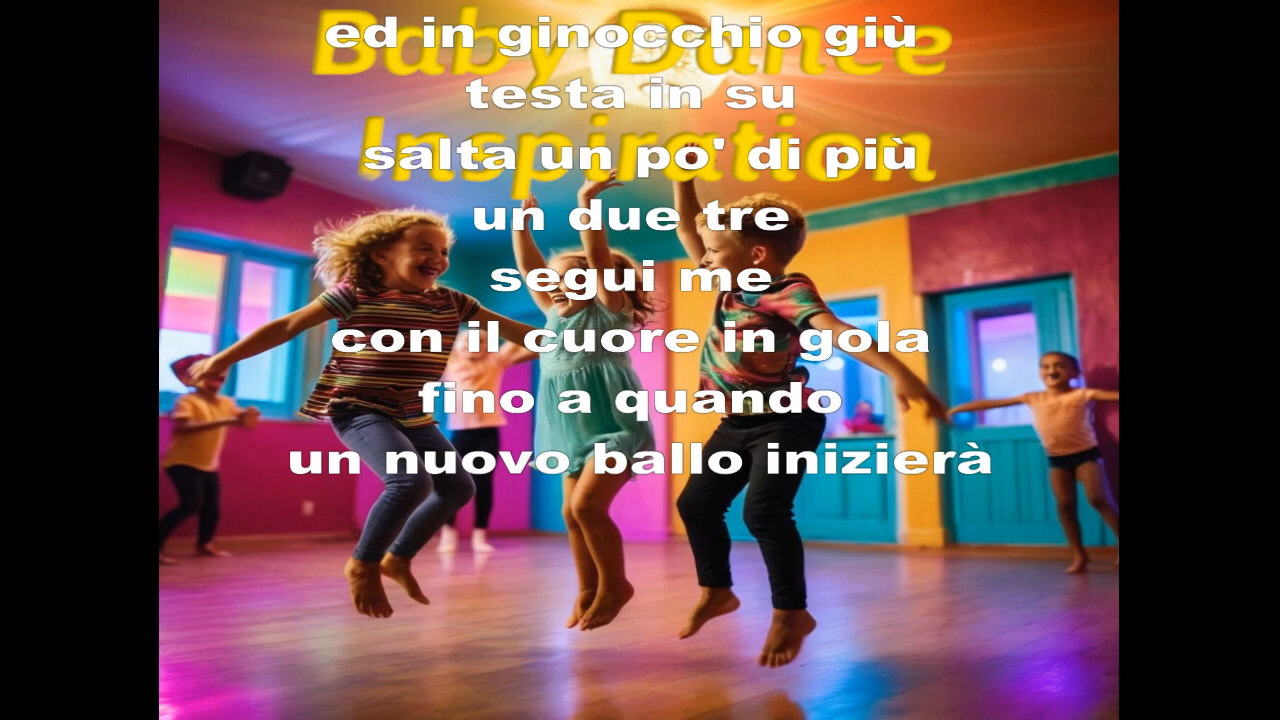 Baby Dance
Inspiration
ed in ginocchio giù
testa in su
salta un po' di più
un due tre
segui me
con il cuore in gola
fino a quando
un nuovo ballo inizierà